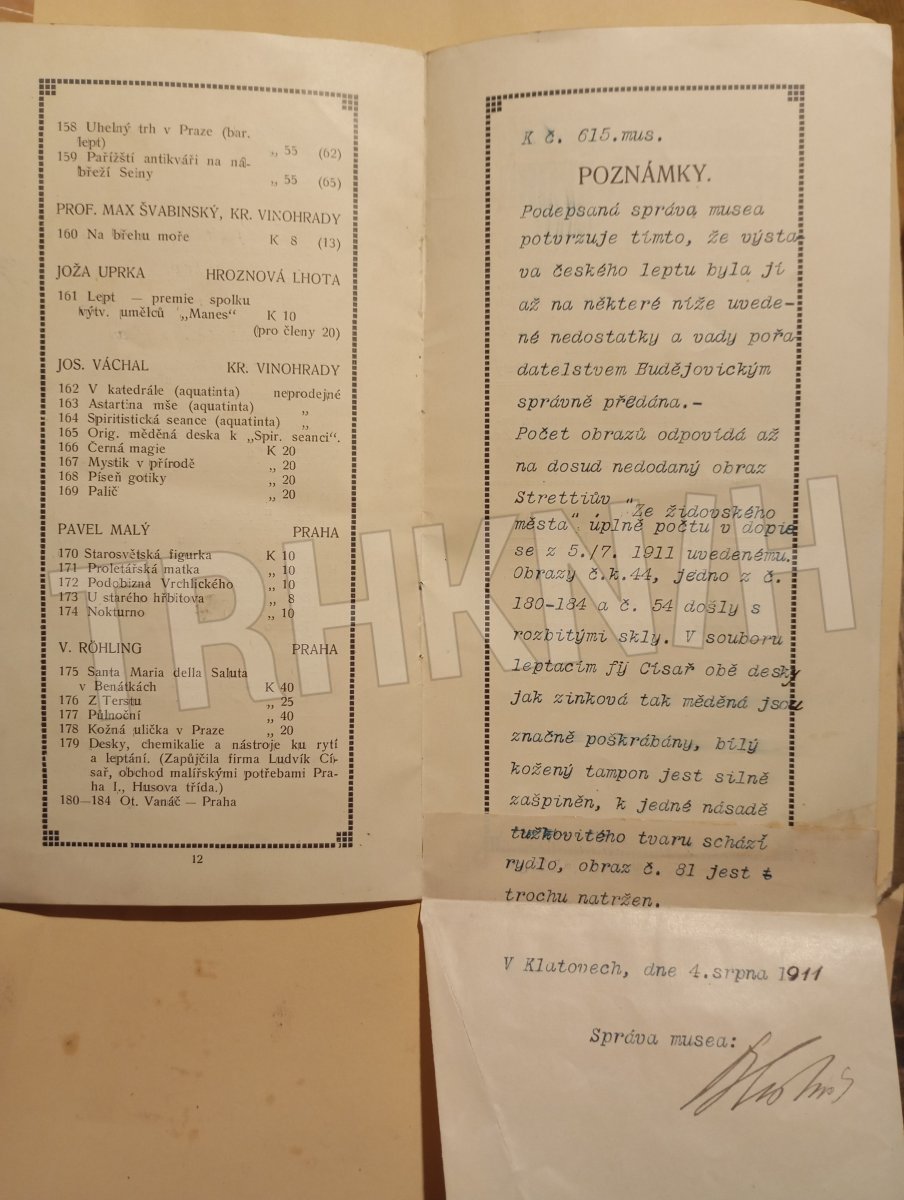 158 Uhelný trh v Praze (bar.
lept) „ 55 (62)
159 Pařížští antikváři na ná-
břeží Seiny „ 55 (65)
PROF. MAX ŠVABINSKÝ, KR. VINOHRADY
160 Na břehu moře K 8 (13)
JOŽA UPRKA HROZNOVÁ LHOTA
161 Lept — premie spolku
výtv. umělců „Manes“ K 10
(pro členy 20)
JOS. VÁCHAL KR. VINOHRADY
162 V katedrále (aquatinta) neprodejné
163 Astartina mše (aquatinta) „
164 Spiritistická seance (aquatinta) „
165 Orig. měděná deska k „Spir. seanci“.
166 Černá magie K 20
167 Mystik v přírodě „ 20
168 Píseň gotiky „ 20
169 Palič „ 20
PAVEL MALÝ PRAHA
170 Starosvětská figurka K 10
171 Proletářská matka „ 10
172 Podobizna Vrchlického „ 10
173 U starého hřbitova „ 8
174 Nokturno „ 10
V. RÖHLING PRAHA
175 Santa Maria della Saluta
v Benátkách K 40
176 Z Terstu „ 25
177 Půlnoční „ 40
178 Kožná ulička v Praze „ 20
179 Desky, chemikalie a nástroje ku rytí
a leptání. (Zapůjčila firma Ludvík Cí-
sař, obchod malířskými potřebami Pra-
ha I., Husova třída.)
180—184 Ot. Vanáč — Praha
12
K č. 615.mus.
POZNÁMKY.
Podepsaná správa musea
potvrzuje tímto, že výsta-
va českého leptu byla jí
až na některé níže uvede-
né nedostatky a vady pořa
datelstvem Budějovickým
správně předána.-
Počet obrazů odpovídá až
na dosud nedodaný obraz
Strettiův „Ze židovského
města" úplně počtu v dopie
se z 5./7. 1911 uvedenému.
Obrazy č.k.44, jedno z č.
180-184 a č. 54 došly s
rozbitými skly. V souboru
leptacím fy Císař obě desky
jak zinková tak měděná jsou
značně poškrábány, bílý
kožený tampon jest silně
zašpiněn, k jedné násadě
tužkovitého tvaru schází
rydlo, obraz č. 81 jest t
trochu natržen.
V Klatovech, dne 4.srpna 1911
Správa musea:
TRHKNIH